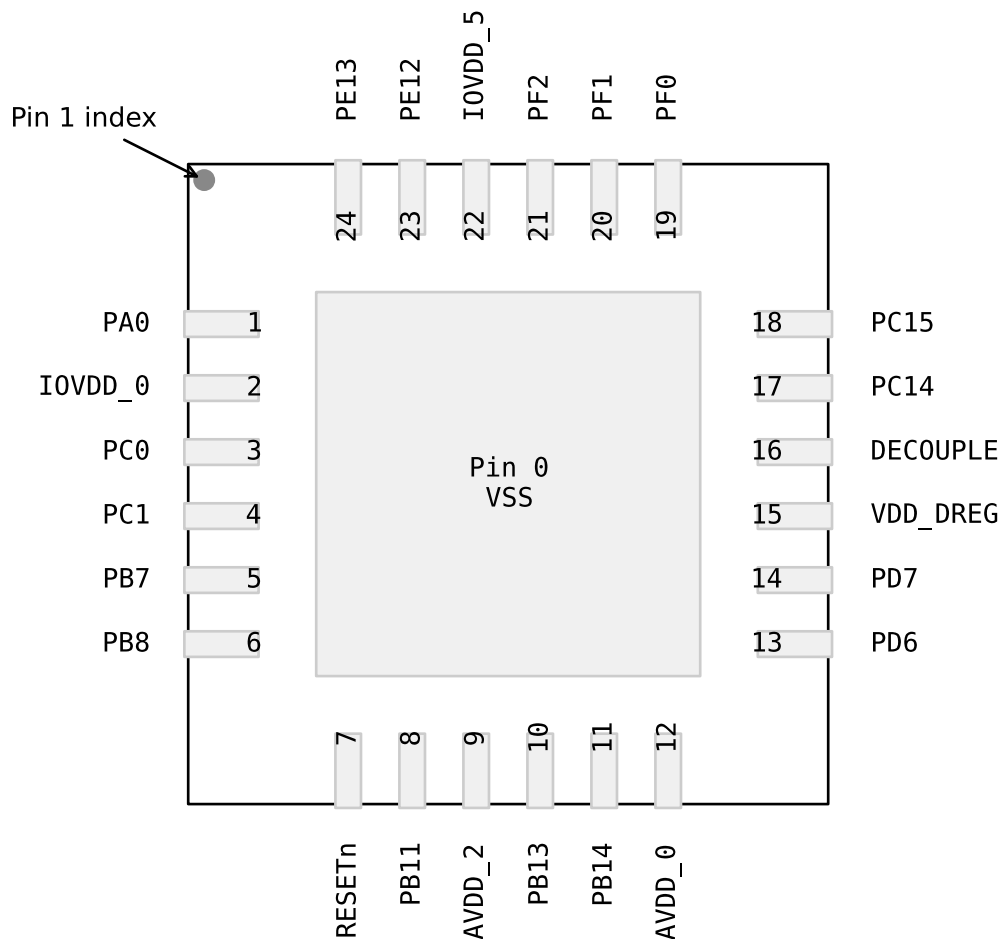 PE13 PE12 IOVDD_5 PF2 PF1 PF0
Pin 1 index
24 23 22 21 20 19
PA0 1 18 PC15
IOVDD_0 2 17 PC14
PC0 3 16 DECOUPLE
Pin 0
VSS
PC1 4 15 VDD_DREG
PB7 5 14 PD7
PB8 6 13 PD6
7 8 9 10 11 12
RESETn PB11 AVDD_2 PB13 PB14 AVDD_0